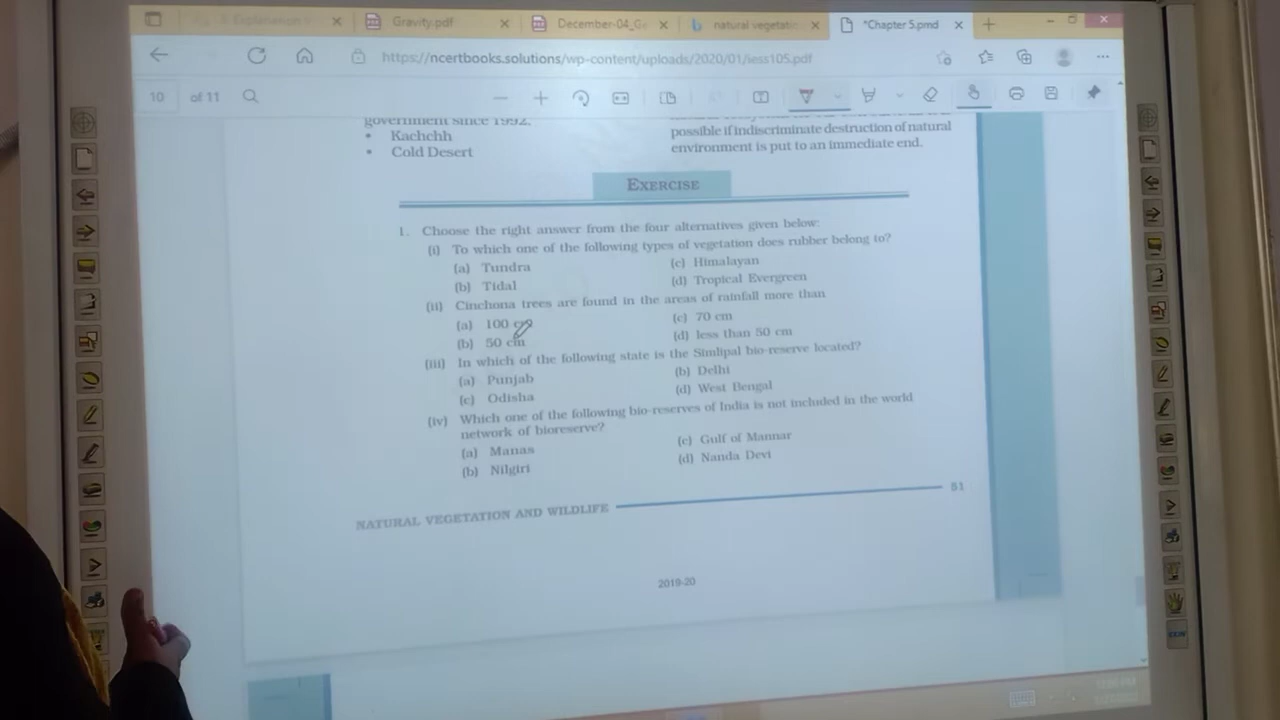 Explanation
Gravity.pdf
December-04_Ge
natural vegetatio
*Chapter 5.pmd
https://ncertbooks.solutions/wp-content/uploads/2020/01/iess105.pdf
10 of 11
government since 1992.
• Kachchh
• Cold Desert
possible if indiscriminate destruction of natural
environment is put to an immediate end.
EXERCISE
1. Choose the right answer from the four alternatives given below:
(i) To which one of the following types of vegetation does rubber belong to?
(a) Tundra (c) Himalayan
(b) Tidal (d) Tropical Evergreen
(ii) Cinchona trees are found in the areas of rainfall more than
(a) 100 cm (c) 70 cm
(b) 50 cm (d) less than 50 cm
(iii) In which of the following state is the Simlipal bio-reserve located?
(a) Punjab (b) Delhi
(c) Odisha (d) West Bengal
(iv) Which one of the following bio-reserves of India is not included in the world
network of bioreserve?
(a) Manas (c) Gulf of Mannar
(b) Nilgiri (d) Nanda Devi
NATURAL VEGETATION AND WILDLIFE 51
2019-20